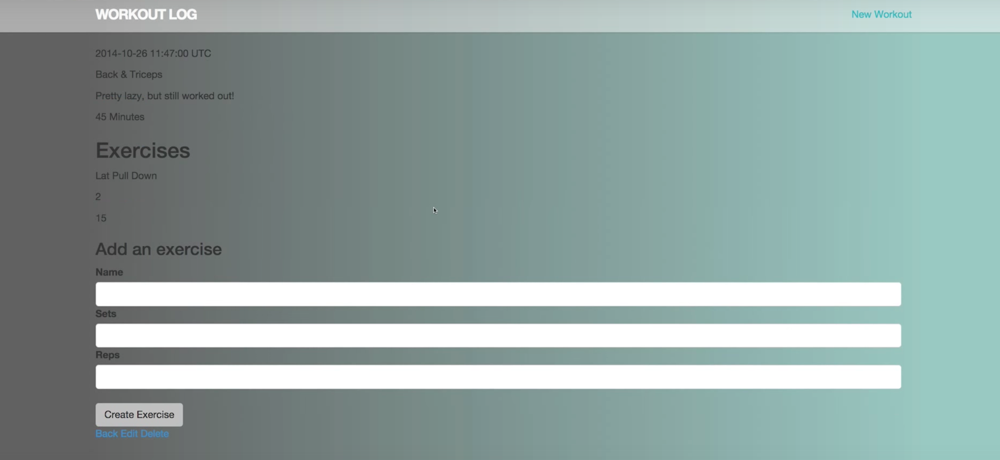 WORKOUT LOG
New Workout
2014-10-26 11:47:00 UTC
Back & Triceps
Pretty lazy, but still worked out!
45 Minutes
Exercises
Lat Pull Down
2
15
Add an exercise
Name
Sets
Reps
Create Exercise
Back Edit Delete